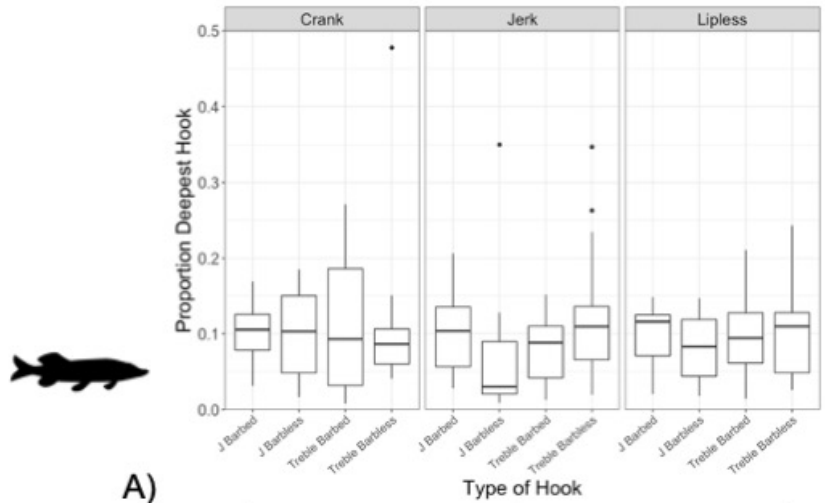 Crank Jerk Lipless
Proportion Deepest Hook
0.5
0.4
0.3
0.2
0.1
0.0
J Barbed J Barbless Treble Barbed Treble Barbless J Barbed J Barbless Treble Barbed Treble Barbless J Barbed J Barbless Treble Barbed Treble Barbless
Type of Hook
A)